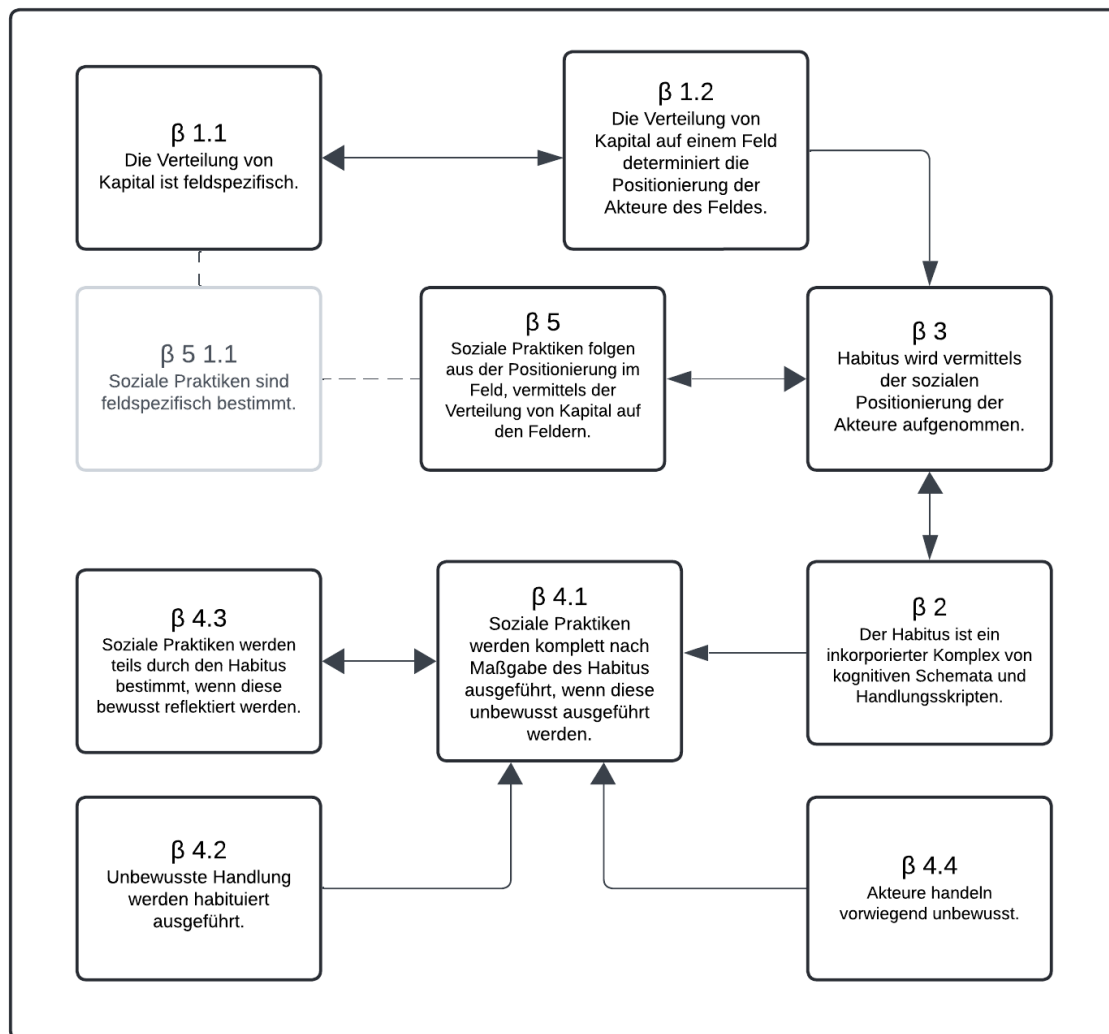 β 1.1
Die Verteilung von
Kapital ist feldspezifisch.
β 1.2
Die Verteilung von
Kapital auf einem Feld
determiniert die
Positionierung der
Akteure des Feldes.
β 5 1.1
Soziale Praktiken sind
feldspezifisch bestimmt.
β 5
Soziale Praktiken folgen
aus der Positionierung im
Feld, vermittels der
Verteilung von Kapital auf
den Feldern.
β 3
Habitus wird vermittels
der sozialen
Positionierung der
Akteure aufgenommen.
β 4.3
Soziale Praktiken werden
teils durch den Habitus
bestimmt, wenn diese
bewusst reflektiert werden.
β 4.1
Soziale Praktiken
werden komplett nach
Maßgabe des Habitus
ausgeführt, wenn diese
unbewusst ausgeführt
werden.
β 2
Der Habitus ist ein
inkorporierter Komplex von
kognitiven Schemata und
Handlungsskripten.
β 4.2
Unbewusste Handlung
werden habituiert
ausgeführt.
β 4.4
Akteure handeln
vorwiegend unbewusst.